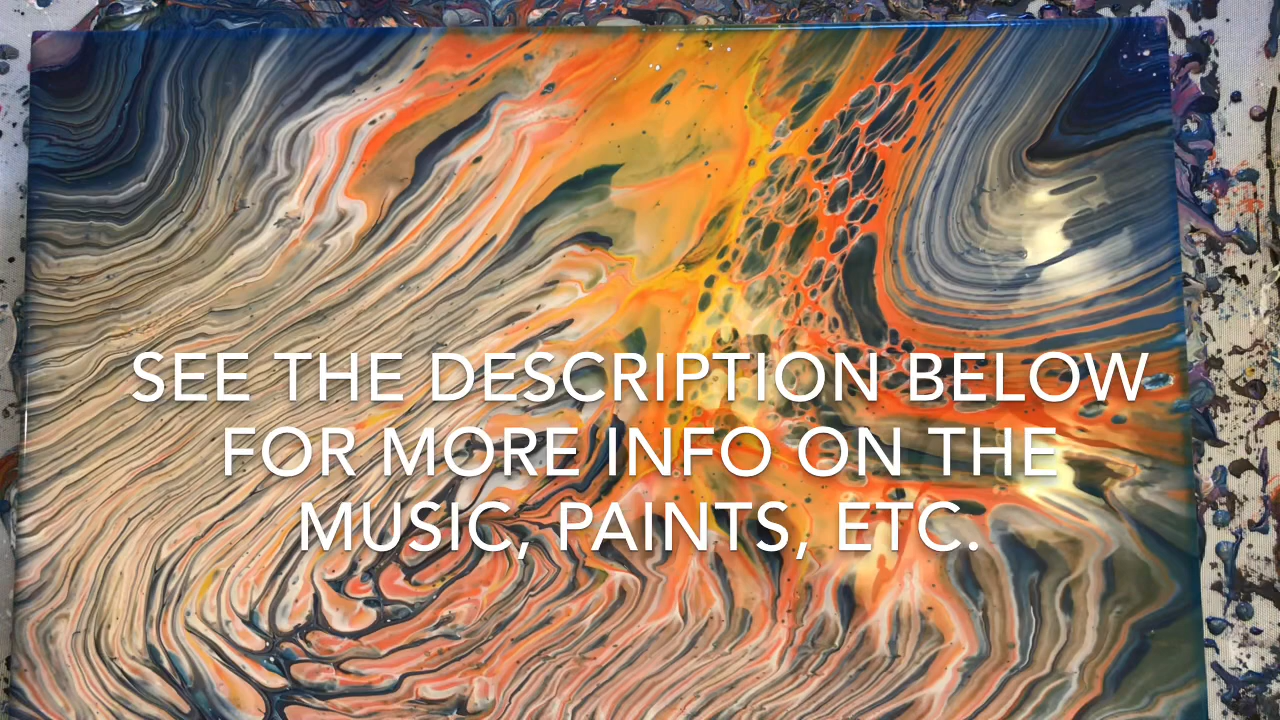 SEE THE DESCRIPTION BELOW
FOR MORE INFO ON THE
MUSIC, PAINTS, ETC.